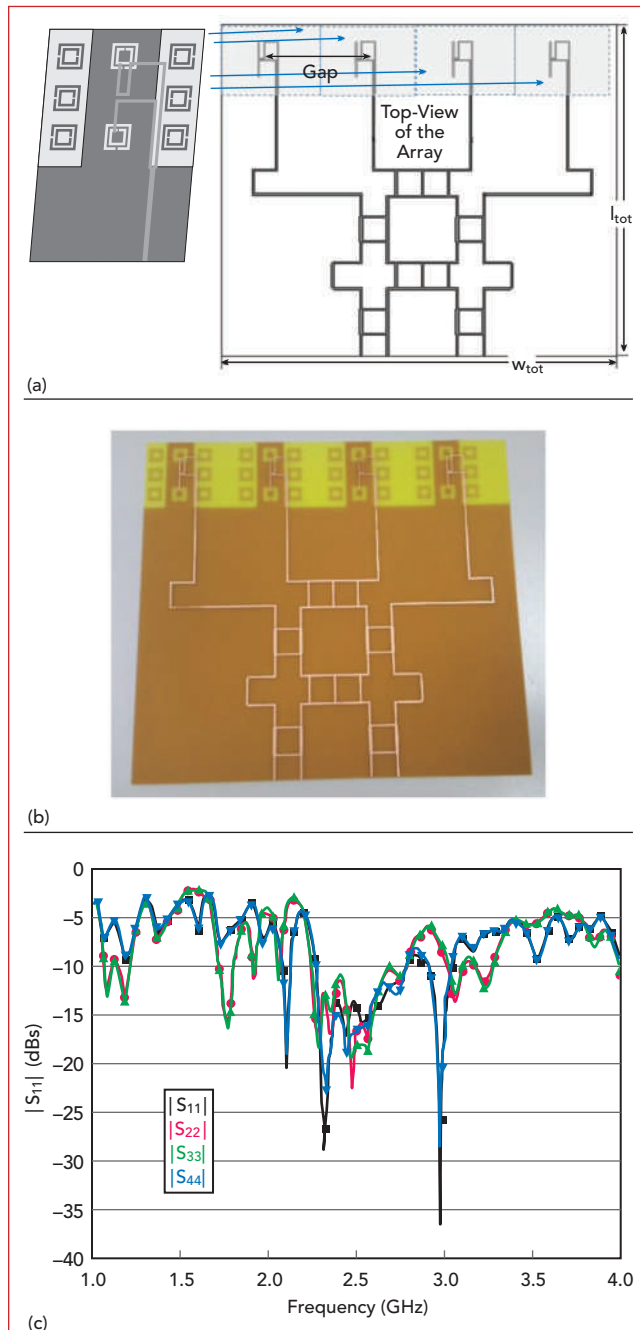 Gap
Top-View
of the
Array
l_tot
w_tot
(a)
(b)
0
−5
−10
−15
−20
−25
−30
−35
−40
|S₁₁| (dBs)
|S₁₁|
|S₂₂|
|S₃₃|
|S₄₄|
1.0 1.5 2.0 2.5 3.0 3.5 4.0
Frequency (GHz)
(c)